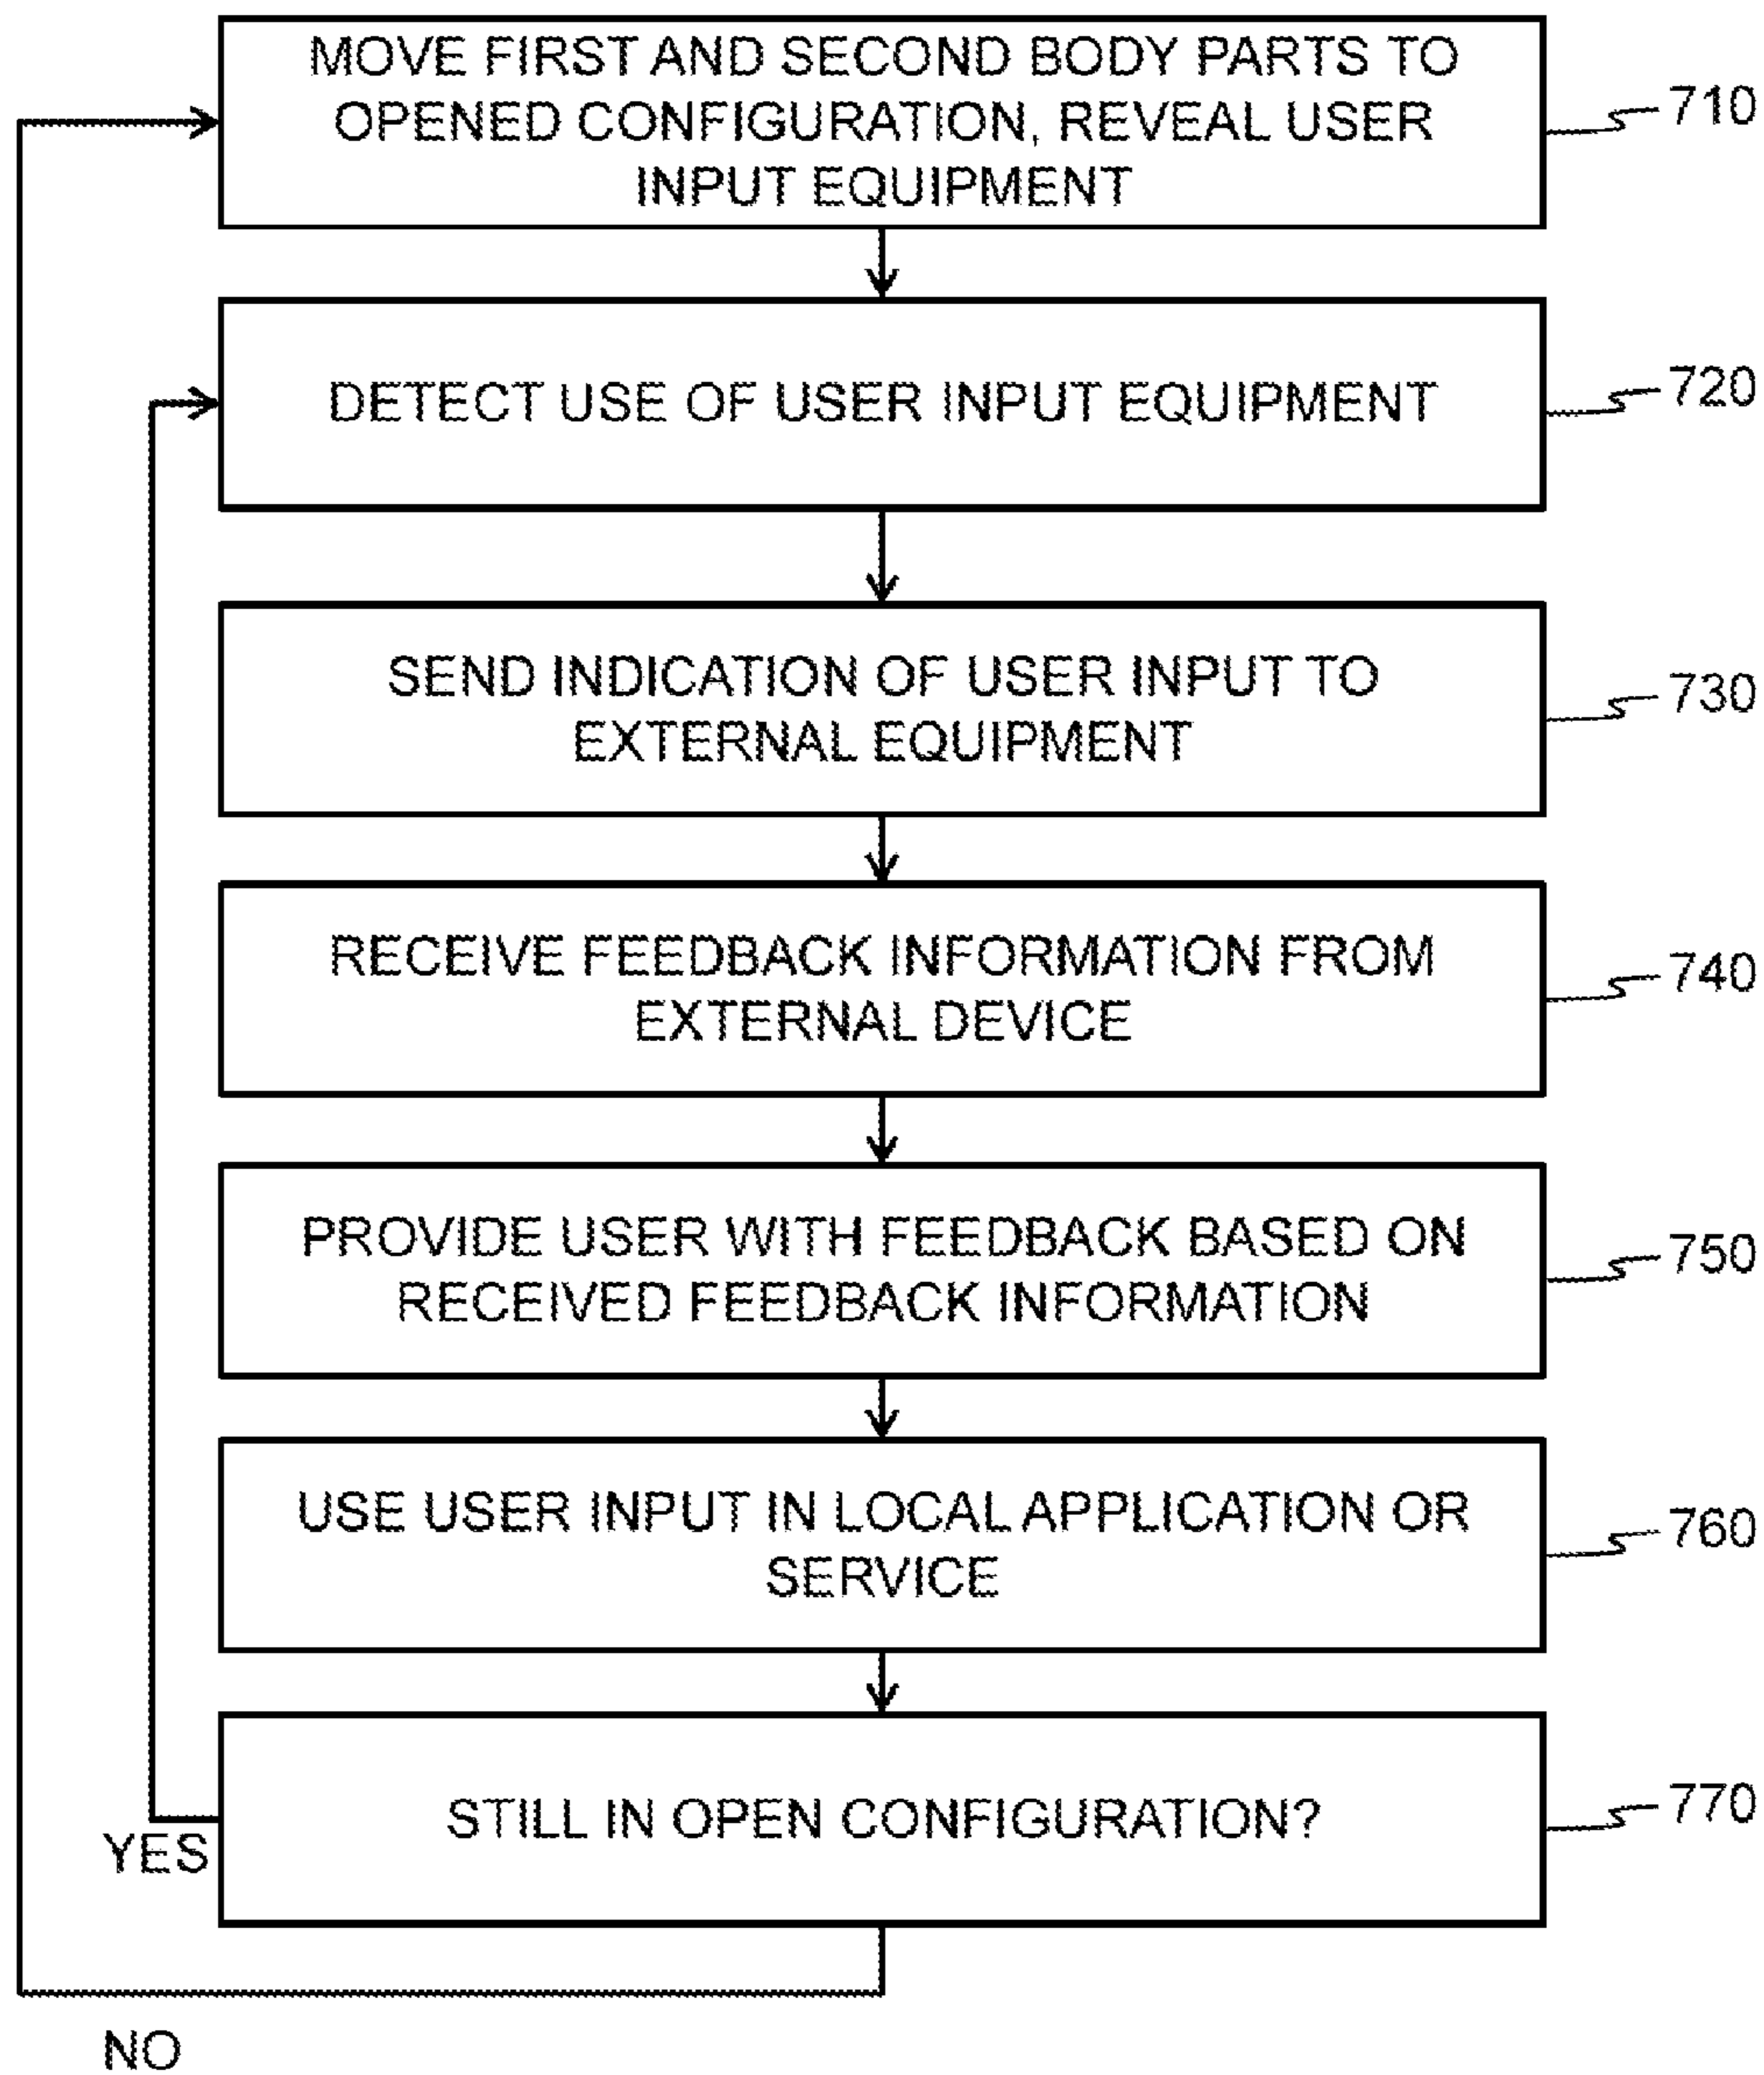 MOVE FIRST AND SECOND BODY PARTS TO
OPENED CONFIGURATION, REVEAL USER
INPUT EQUIPMENT
710
DETECT USE OF USER INPUT EQUIPMENT
720
SEND INDICATION OF USER INPUT TO
EXTERNAL EQUIPMENT
730
RECEIVE FEEDBACK INFORMATION FROM
EXTERNAL DEVICE
740
PROVIDE USER WITH FEEDBACK BASED ON
RECEIVED FEEDBACK INFORMATION
750
USE USER INPUT IN LOCAL APPLICATION OR
SERVICE
760
STILL IN OPEN CONFIGURATION?
770
YES
NO